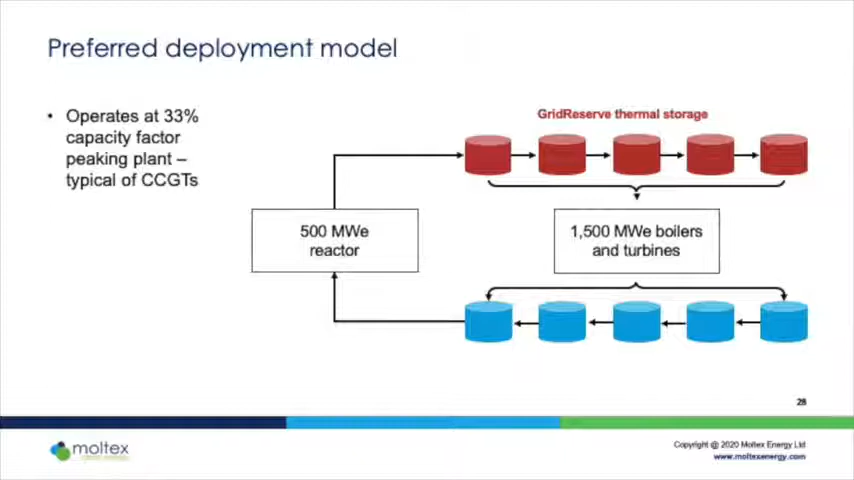 Preferred deployment model
• Operates at 33%
capacity factor
peaking plant –
typical of CCGTs
GridReserve thermal storage
500 MWe
reactor
1,500 MWe boilers
and turbines
28
moltex
Copyright @ 2020 Moltex Energy Ltd
www.moltexenergy.com